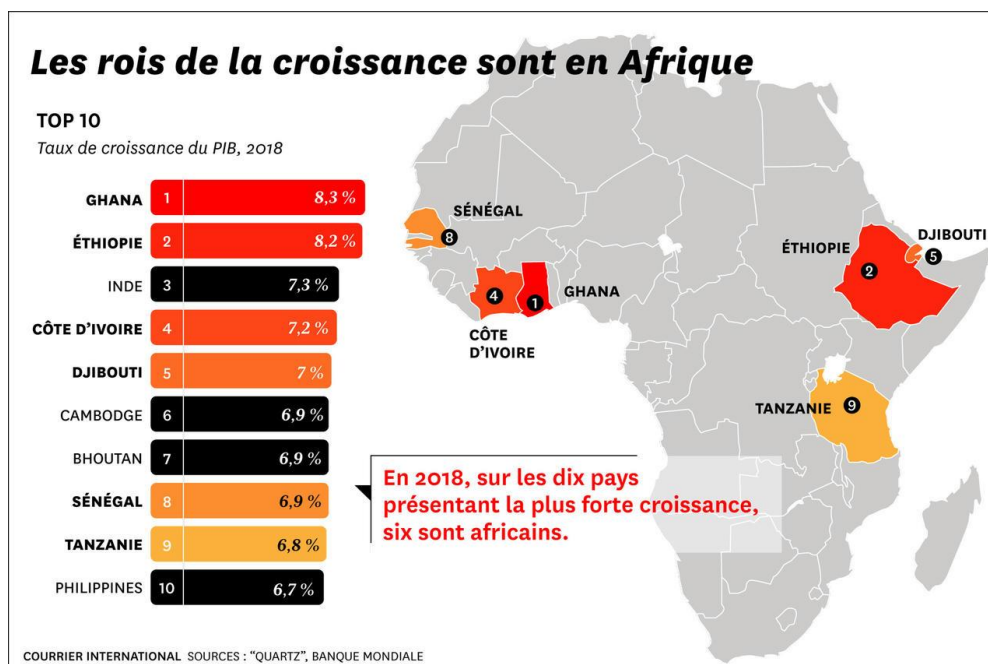 Les rois de la croissance sont en Afrique
TOP 10
Taux de croissance du PIB, 2018
GHANA 1 8,3 %
ÉTHIOPIE 2 8,2 %
INDE 3 7,3 %
CÔTE D'IVOIRE 4 7,2 %
DJIBOUTI 5 7 %
CAMBODGE 6 6,9 %
BHOUTAN 7 6,9 %
SÉNÉGAL 8 6,9 %
TANZANIE 9 6,8 %
PHILIPPINES 10 6,7 %
SÉNÉGAL
8
4
CÔTE
D'IVOIRE
1
GHANA
ÉTHIOPIE
2
DJIBOUTI
5
TANZANIE 9
En 2018, sur les dix pays
présentant la plus forte croissance,
six sont africains.
COURRIER INTERNATIONAL SOURCES : "QUARTZ", BANQUE MONDIALE